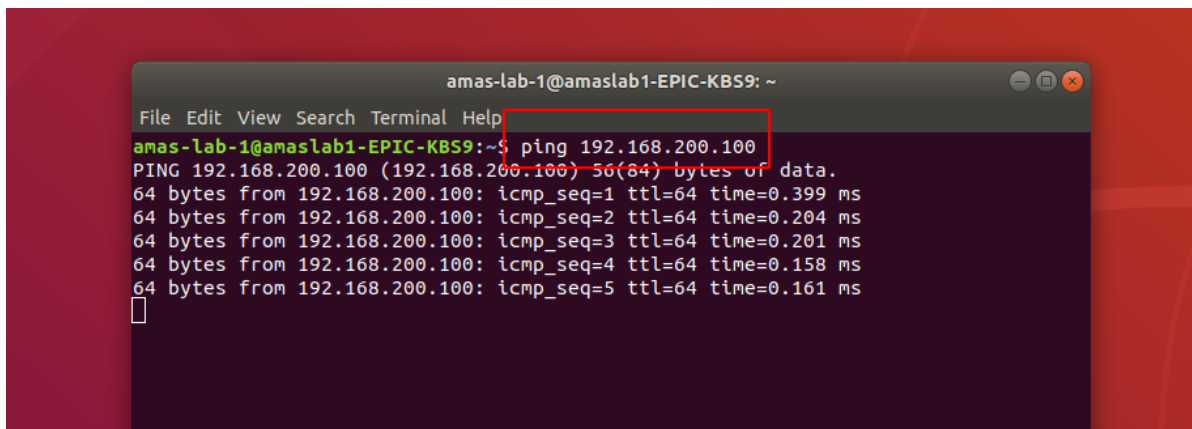 amas-lab-1@amaslab1-EPIC-KBS9: ~
File Edit View Search Terminal Help
amas-lab-1@amaslab1-EPIC-KBS9:~$ ping 192.168.200.100
PING 192.168.200.100 (192.168.200.100) 56(84) bytes of data.
64 bytes from 192.168.200.100: icmp_seq=1 ttl=64 time=0.399 ms
64 bytes from 192.168.200.100: icmp_seq=2 ttl=64 time=0.204 ms
64 bytes from 192.168.200.100: icmp_seq=3 ttl=64 time=0.201 ms
64 bytes from 192.168.200.100: icmp_seq=4 ttl=64 time=0.158 ms
64 bytes from 192.168.200.100: icmp_seq=5 ttl=64 time=0.161 ms